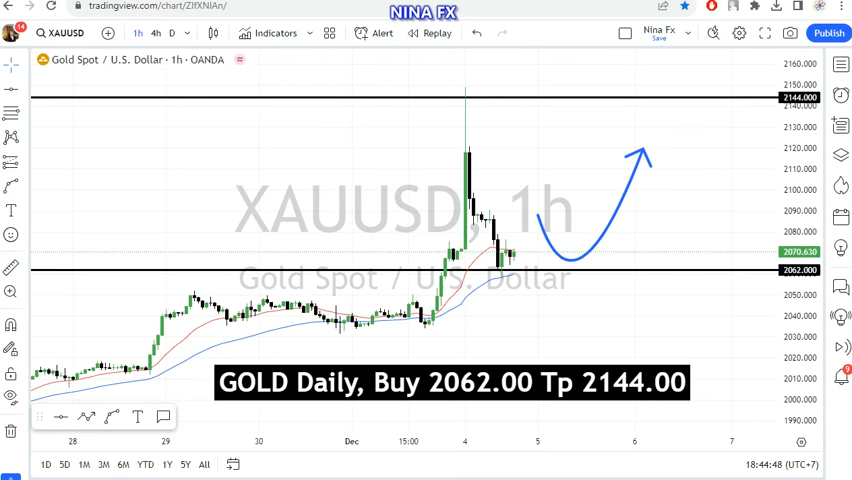 tradingview.com/chart/ZIfXNIAn/
NINA FX
14
XAUUSD
1h 4h D
Indicators
Alert
Replay
Nina Fx
Save
Publish
Gold Spot / U.S. Dollar · 1h · OANDA
XAUUSD, 1h
Gold Spot / U.S. Dollar
2160.000
2150.000
2144.000
2130.000
2120.000
2110.000
2100.000
2090.000
2080.000
2070.630
2062.000
2050.000
2040.000
2030.000
2020.000
2010.000
2000.000
1990.000
GOLD Daily, Buy 2062.00 Tp 2144.00
28 29 30 Dec 15:00 4 5 6 7
1D 5D 1M 3M 6M YTD 1Y 5Y All
18:44:48 (UTC+7)
9